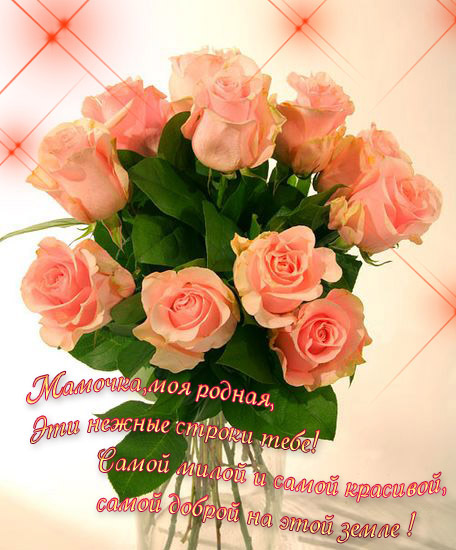 Мамочка,моя родная,
Эти нежные строки тебе!
Самой милой и самой красивой,
самой доброй на этой земле !